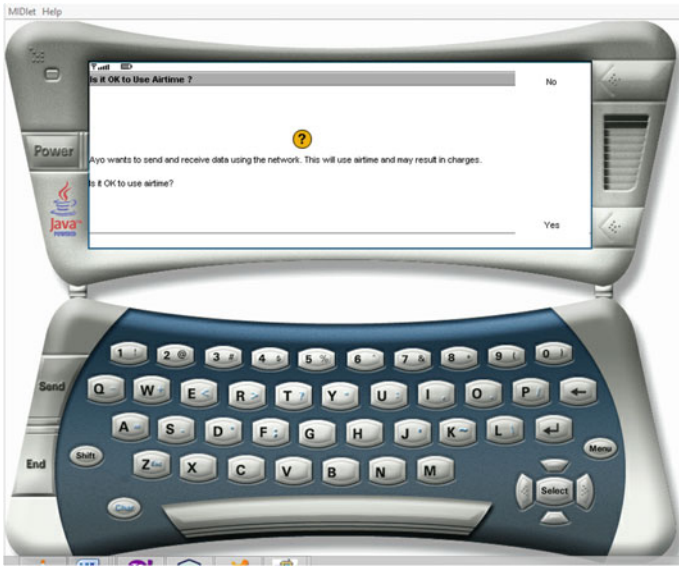 MIDlet Help
Is it OK to Use Airtime ?
No
Ayo wants to send and receive data using the network. This will use airtime and may result in charges.
Is it OK to use airtime?
Yes
Power
Java
POWERED
Send
End
1 ! 2 @ 3 # 4 $ 5 % 6 7 & 8 9 ( 0 )
Q W E < R > T ? Y U : I O P /
A S D F ; G H J K ~ L
Shift Z X C V B N M Menu
Char Select